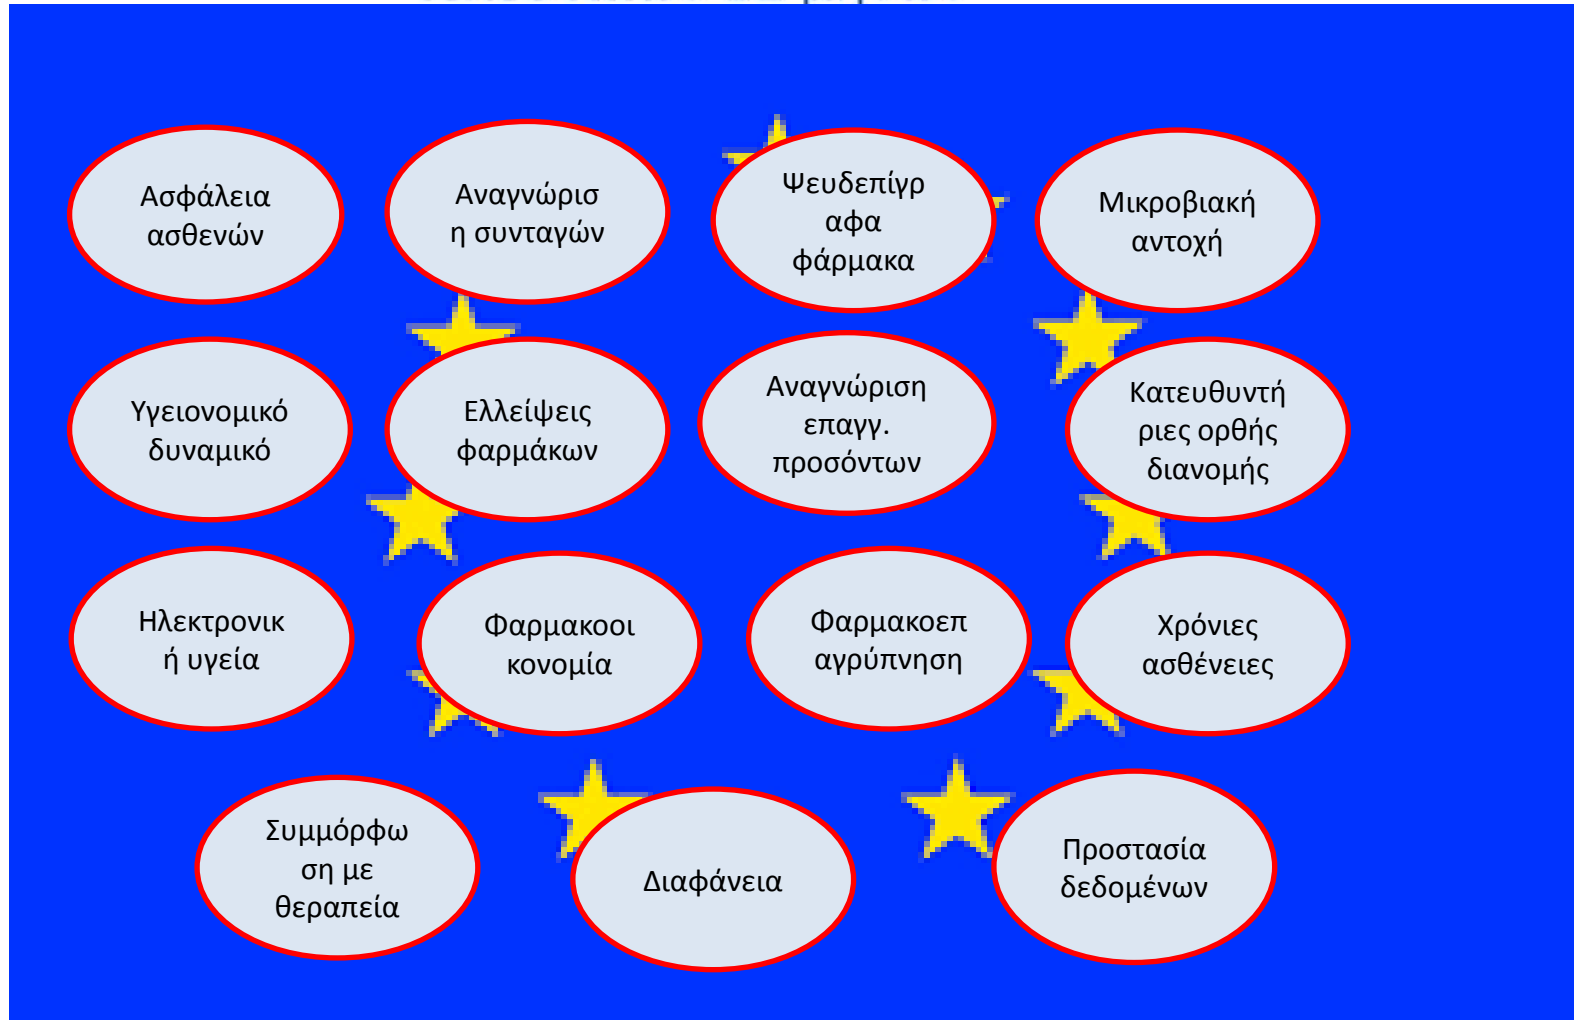 Ασφάλεια
ασθενών
Αναγνώρισ
η συνταγών
Ψευδεπίγρ
αφα
φάρμακα
Μικροβιακή
αντοχή
Υγειονομικό
δυναμικό
Ελλείψεις
φαρμάκων
Αναγνώριση
επαγγ.
προσόντων
Κατευθυντή
ριες ορθής
διανομής
Ηλεκτρονικ
ή υγεία
Φαρμακοοι
κονομία
Φαρμακοεπ
αγρύπνηση
Χρόνιες
ασθένειες
Συμμόρφω
ση με
θεραπεία
Διαφάνεια
Προστασία
δεδομένων